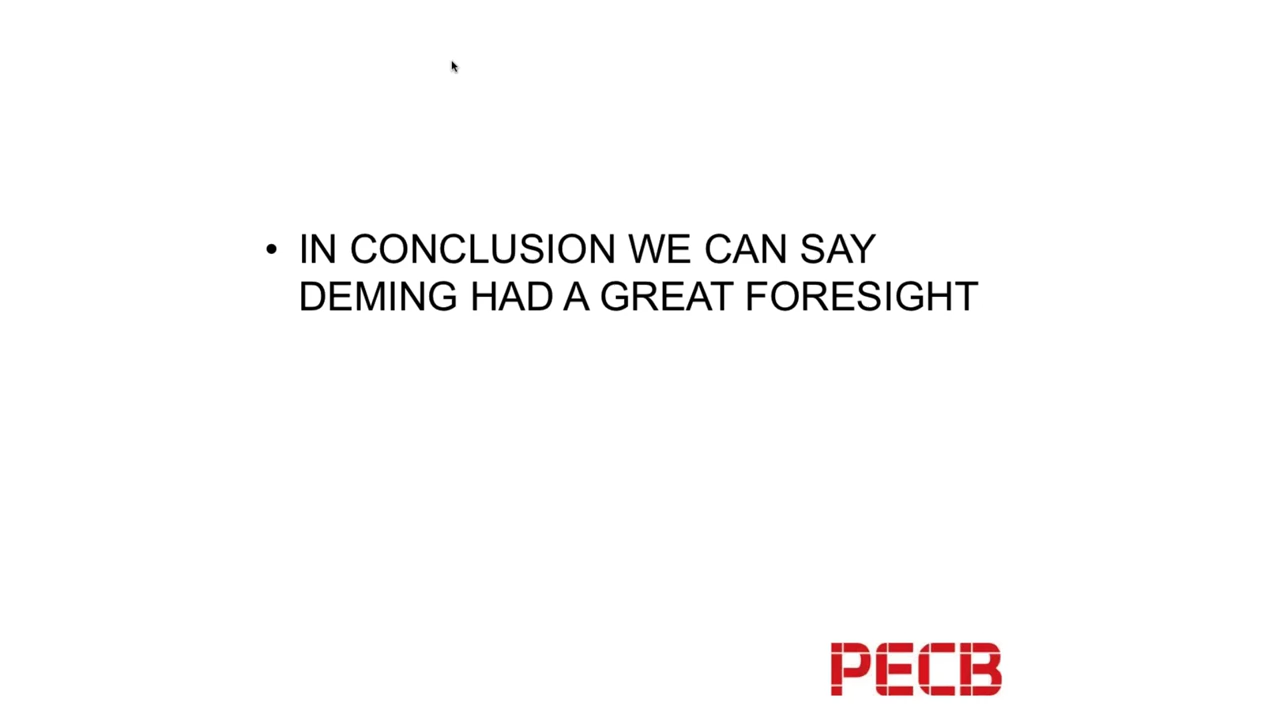 • IN CONCLUSION WE CAN SAY
DEMING HAD A GREAT FORESIGHT
PECB